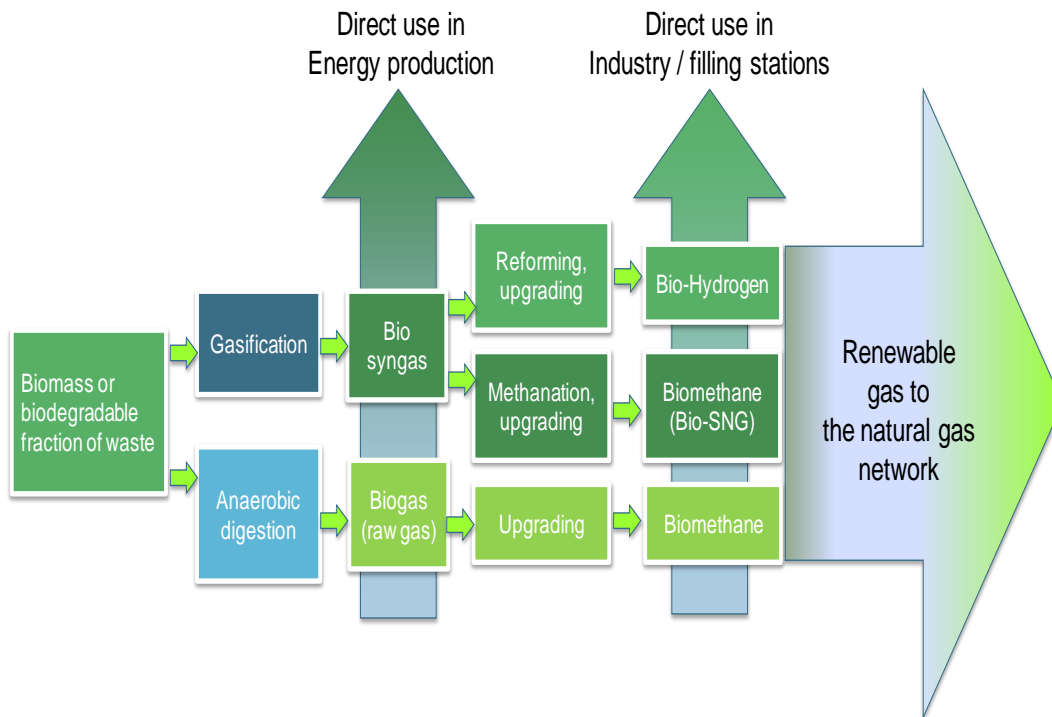 Direct use in
Energy production
Direct use in
Industry / filling stations
Reforming,
upgrading
Bio-Hydrogen
Gasification
Bio
syngas
Biomass or
biodegradable
fraction of waste
Methanation,
upgrading
Biomethane
(Bio-SNG)
Renewable
gas to
the natural gas
network
Anaerobic
digestion
Biogas
(raw gas)
Upgrading
Biomethane